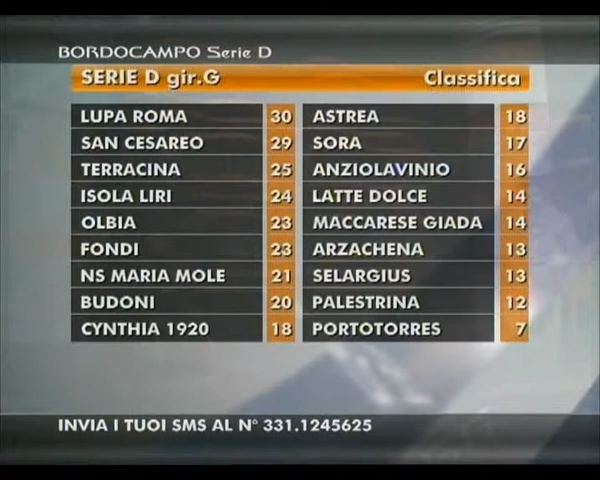 BORDOCAMPO Serie D
SERIE D gir.G Classifica
LUPA ROMA 30
SAN CESAREO 29
TERRACINA 25
ISOLA LIRI 24
OLBIA 23
FONDI 23
NS MARIA MOLE 21
BUDONI 20
CYNTHIA 1920 18
ASTREA 18
SORA 17
ANZIOLAVINIO 16
LATTE DOLCE 14
MACCARESE GIADA 14
ARZACHENA 13
SELARGIUS 13
PALESTRINA 12
PORTOTORRES 7
INVIA I TUOI SMS AL N° 331.1245625